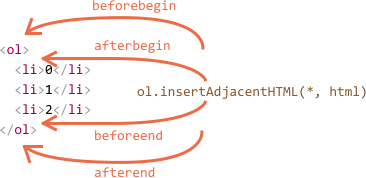 beforebegin
afterbegin
<ol>
<li>0</li>
<li>1</li>
ol.insertAdjacentHTML(*, html)
<li>2</li>
</ol>
beforeend
afterend